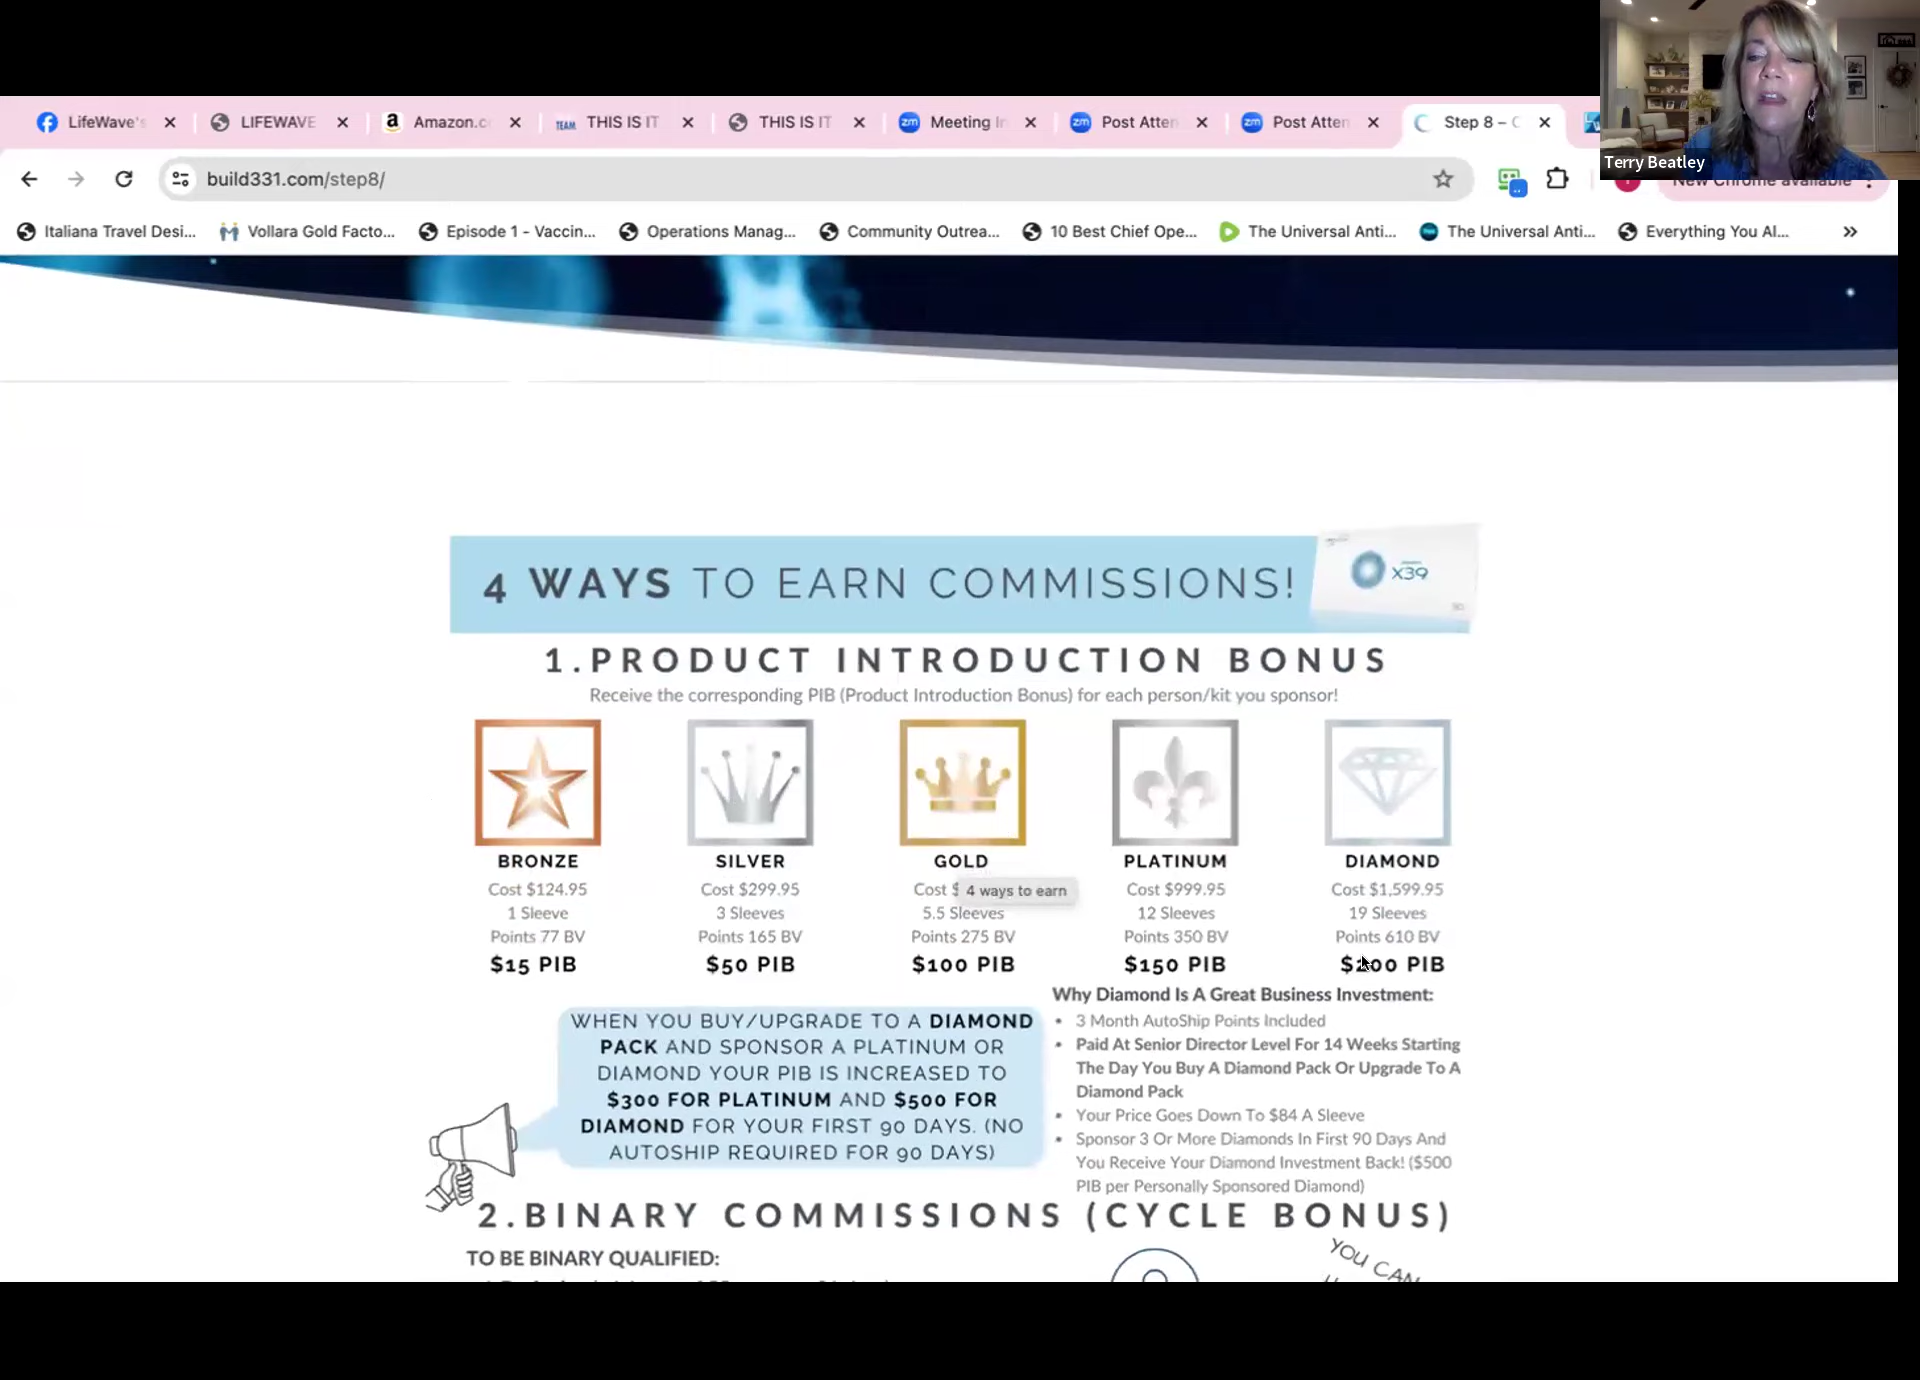 Terry Beatley
LifeWave's
LIFEWAVE
Amazon.c
TEAM
THIS IS IT
THIS IS IT
zm
Meeting I
zm
Post Atten
zm
Post Atten
Step 8 –
build331.com/step8/
New Chrome available
Italiana Travel Desi...
Vollara Gold Facto...
Episode 1 - Vaccin...
Operations Manag...
Community Outrea...
10 Best Chief Ope...
The Universal Anti...
The Universal Anti...
Everything You Al...
4 WAYS TO EARN COMMISSIONS!
X39
1.PRODUCT INTRODUCTION BONUS
Receive the corresponding PIB (Product Introduction Bonus) for each person/kit you sponsor!
BRONZE
Cost $124.95
1 Sleeve
Points 77 BV
$15 PIB
SILVER
Cost $299.95
3 Sleeves
Points 165 BV
$50 PIB
GOLD
Cost $
4 ways to earn
5.5 Sleeves
Points 275 BV
$100 PIB
PLATINUM
Cost $999.95
12 Sleeves
Points 350 BV
$150 PIB
DIAMOND
Cost $1,599.95
19 Sleeves
Points 610 BV
$200 PIB
WHEN YOU BUY/UPGRADE TO A DIAMOND
PACK AND SPONSOR A PLATINUM OR
DIAMOND YOUR PIB IS INCREASED TO
$300 FOR PLATINUM AND $500 FOR
DIAMOND FOR YOUR FIRST 90 DAYS. (NO
AUTOSHIP REQUIRED FOR 90 DAYS)
Why Diamond Is A Great Business Investment:
• 3 Month AutoShip Points Included
• Paid At Senior Director Level For 14 Weeks Starting
The Day You Buy A Diamond Pack Or Upgrade To A
Diamond Pack
• Your Price Goes Down To $84 A Sleeve
• Sponsor 3 Or More Diamonds In First 90 Days And
You Receive Your Diamond Investment Back! ($500
PIB per Personally Sponsored Diamond)
2.BINARY COMMISSIONS (CYCLE BONUS)
TO BE BINARY QUALIFIED:
YOU CAN